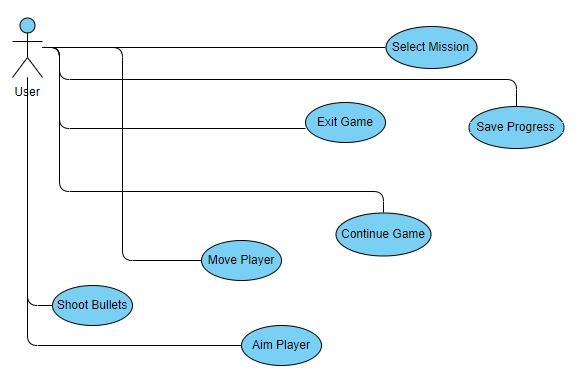 Select Mission
User
Exit Game
Save Progress
Continue Game
Move Player
Shoot Bullets
Aim Player